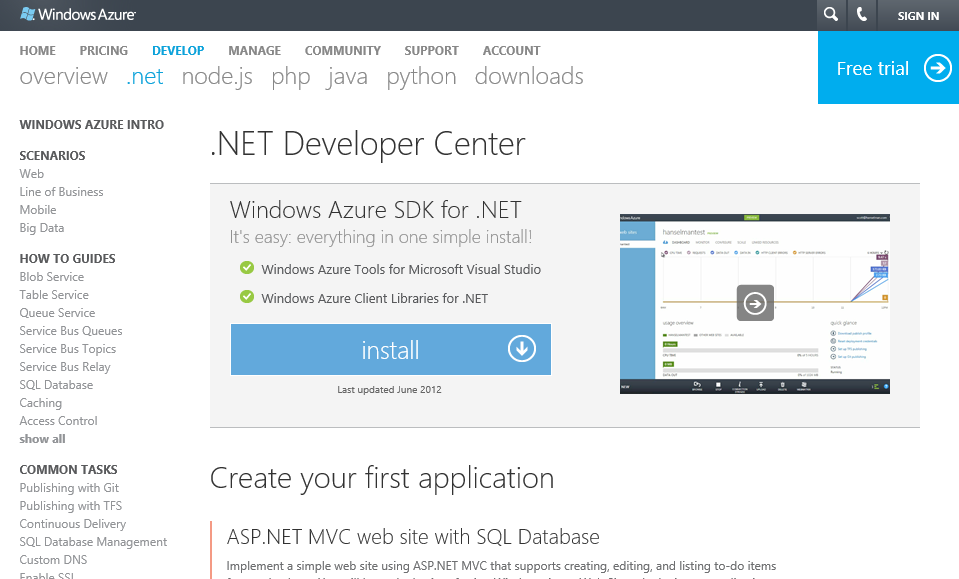 Windows Azure
SIGN IN
HOME PRICING DEVELOP MANAGE COMMUNITY SUPPORT ACCOUNT
overview .net node.js php java python downloads
Free trial
WINDOWS AZURE INTRO
SCENARIOS
Web
Line of Business
Mobile
Big Data
HOW TO GUIDES
Blob Service
Table Service
Queue Service
Service Bus Queues
Service Bus Topics
Service Bus Relay
SQL Database
Caching
Access Control
show all
COMMON TASKS
Publishing with Git
Publishing with TFS
Continuous Delivery
SQL Database Management
Custom DNS
Enable SSL
.NET Developer Center
Windows Azure SDK for .NET
It's easy: everything in one simple install!
Windows Azure Tools for Microsoft Visual Studio
Windows Azure Client Libraries for .NET
install
Last updated June 2012
hanselmantest
usage overview
quick glance
Create your first application
ASP.NET MVC web site with SQL Database
Implement a simple web site using ASP.NET MVC that supports creating, editing, and listing to-do items